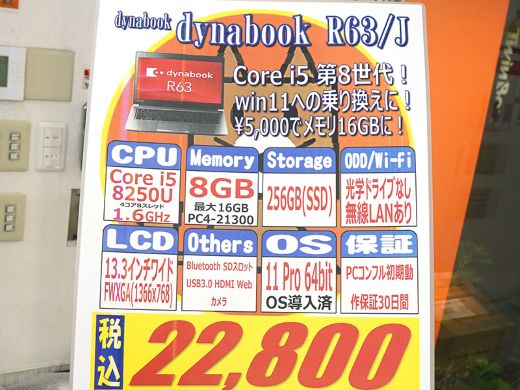 dynabook dynabook R63/J
dynabook
R63
Core i5 第8世代!
win11への乗り換えに!
¥5,000でメモリ16GBに!
CPU
Core i5
8250U
4コア8スレット
1.6GHz
Memory
8GB
最大16GB
PC4-21300
Storage
256GB(SSD)
ODD/Wi-Fi
光学ドライブなし
無線LANあり
LCD
13.3インチワイド
FWXGA(1366x768)
Others
Bluetooth SDスロット
USB3.0 HDMI Web
カメラ
OS
11 Pro 64bit
OS導入済
保証
PCコンフル初期動
作保証30日間
税込
22,800